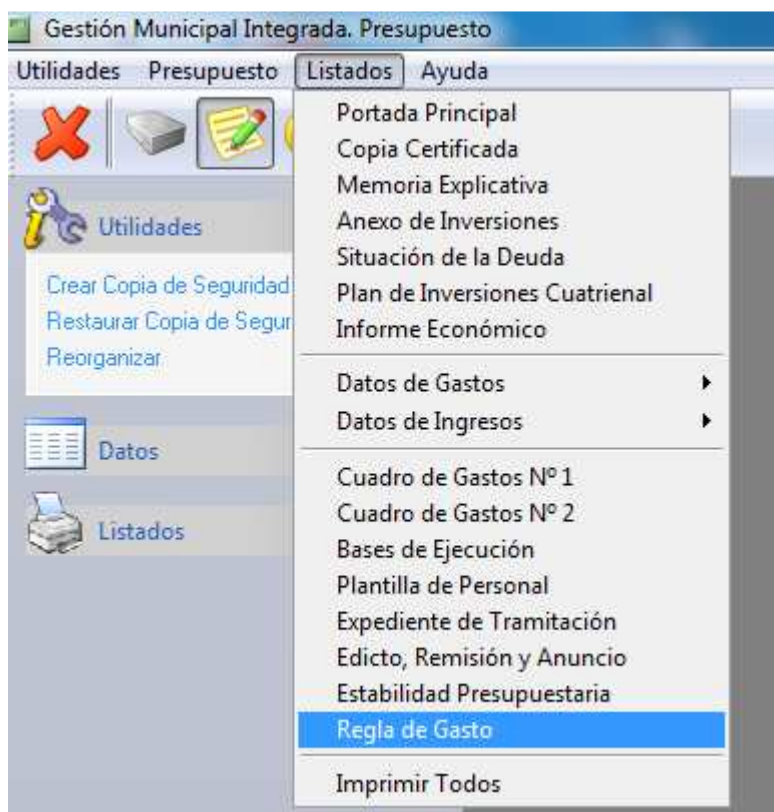 Gestión Municipal Integrada. Presupuesto
Utilidades Presupuesto Listados Ayuda
Utilidades
Crear Copia de Seguridad
Restaurar Copia de Segur
Reorganizar
Datos
Listados
Portada Principal
Copia Certificada
Memoria Explicativa
Anexo de Inversiones
Situación de la Deuda
Plan de Inversiones Cuatrienal
Informe Económico
Datos de Gastos
Datos de Ingresos
Cuadro de Gastos Nº 1
Cuadro de Gastos Nº 2
Bases de Ejecución
Plantilla de Personal
Expediente de Tramitación
Edicto, Remisión y Anuncio
Estabilidad Presupuestaria
Regla de Gasto
Imprimir Todos